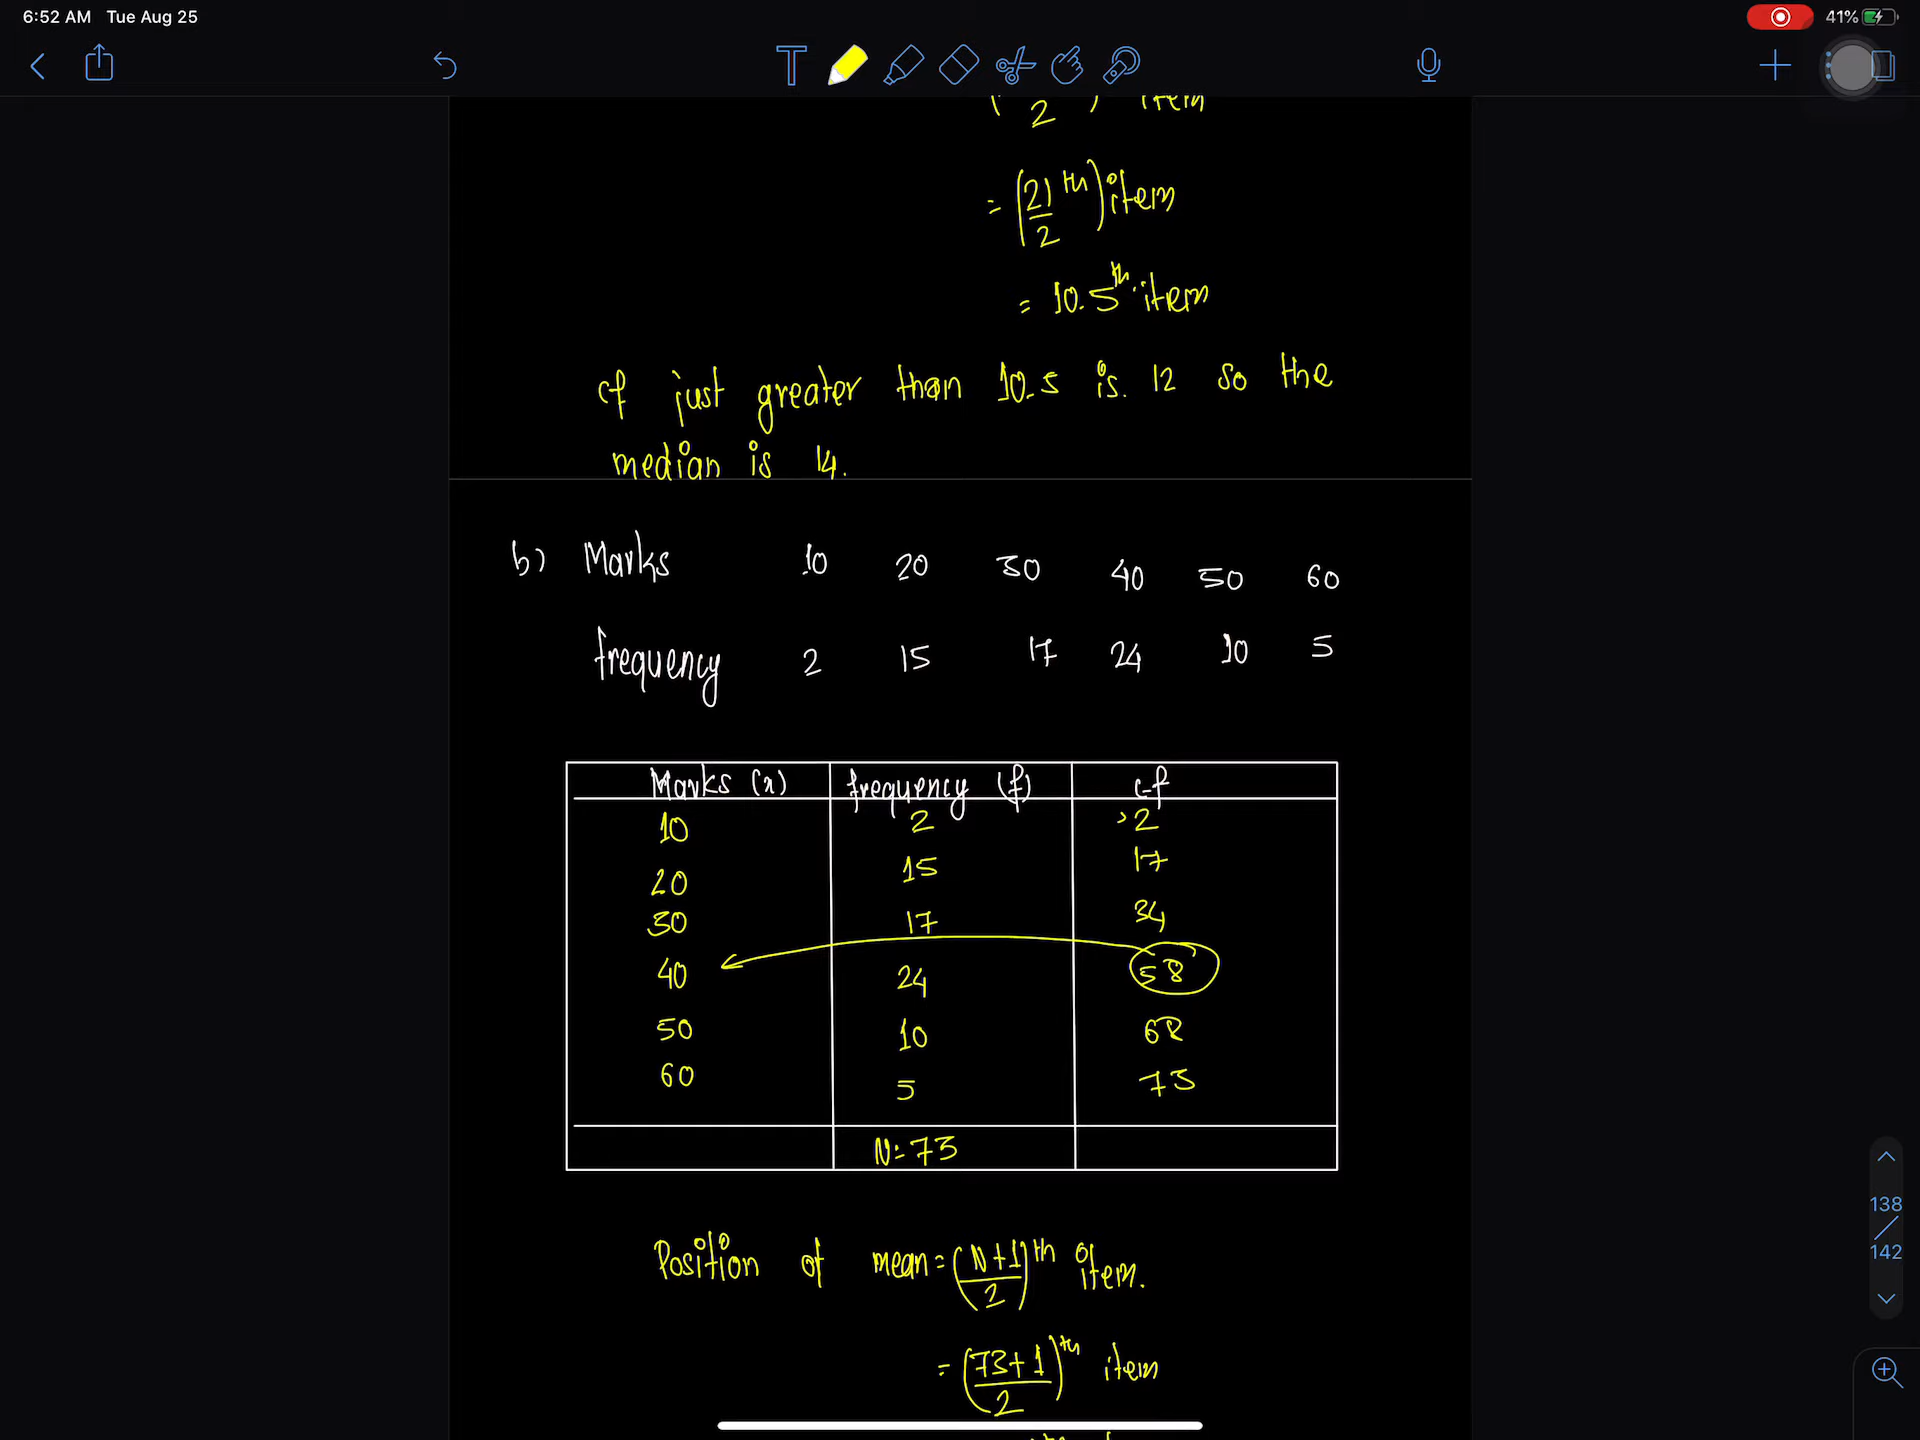 6:52 AM Tue Aug 25
41%
2 item
= (21/2 th) item
= 10.5th item
cf just greater than 10.5 is. 12 so the
median is 14.
b) Marks 10 20 30 40 50 60
frequency 2 15 17 24 10 5
Marks (x) frequency (f) c-f
10 2 2
20 15 17
30 17 34
40 24 58
50 10 68
60 5 73
N=73
Position of mean = (N+1/2)th item.
= (73+1/2)th item
138
142